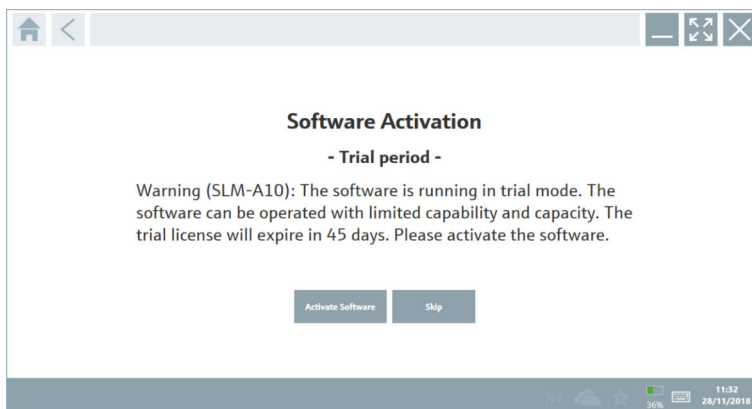 Software Activation
- Trial period -
Warning (SLM-A10): The software is running in trial mode. The
software can be operated with limited capability and capacity. The
trial license will expire in 45 days. Please activate the software.
Activate Software Skip
36%
11:32
28/11/2018